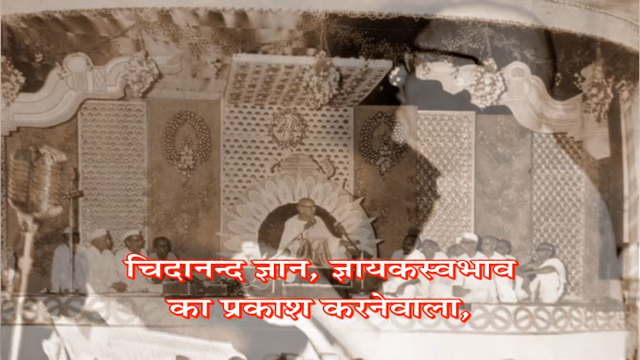 चिदानन्द ज्ञान, ज्ञायकस्वभाव
का प्रकाश करनेवाला,